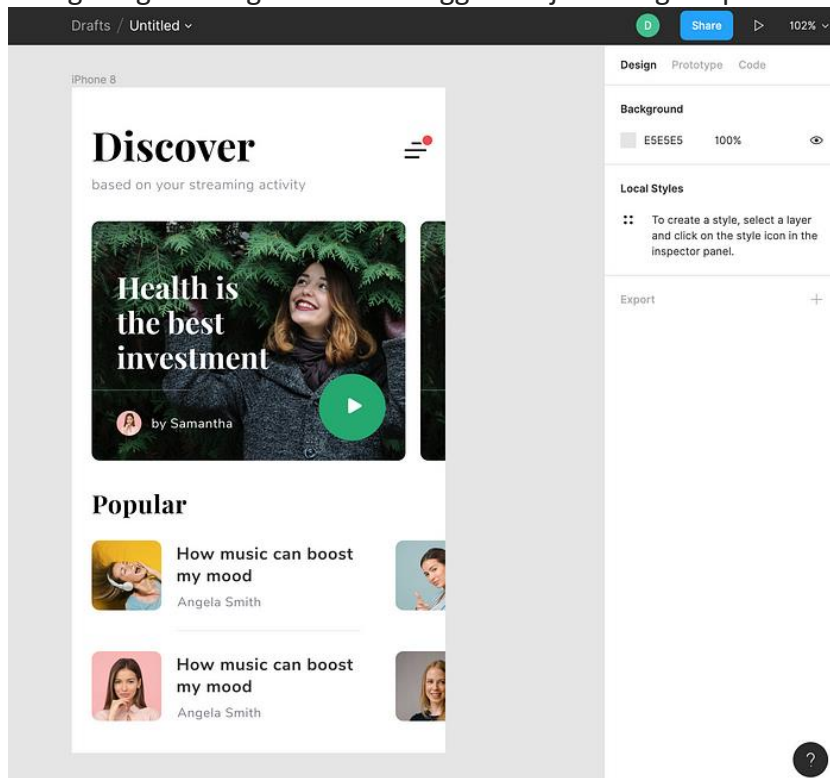 Drafts / Untitled
D
Share
102%
iPhone 8
Design Prototype Code
Background
E5E5E5 100%
Local Styles
To create a style, select a layer
and click on the style icon in the
inspector panel.
Export
Discover
based on your streaming activity
Health is
the best
investment
by Samantha
Popular
How music can boost
my mood
Angela Smith
How music can boost
my mood
Angela Smith
?